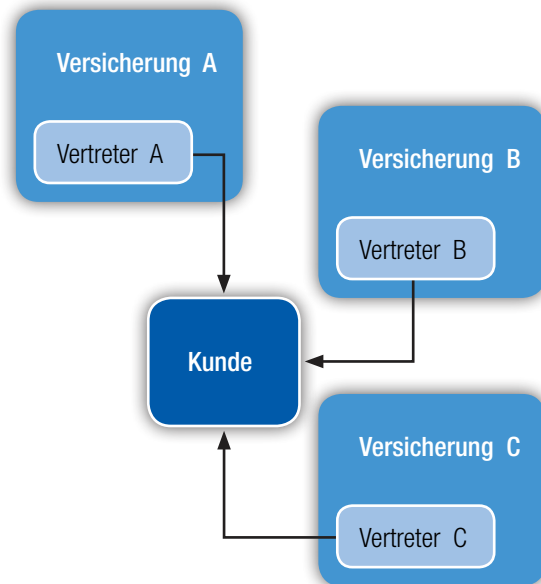 Versicherung A
Vertreter A
Versicherung B
Vertreter B
Kunde
Versicherung C
Vertreter C